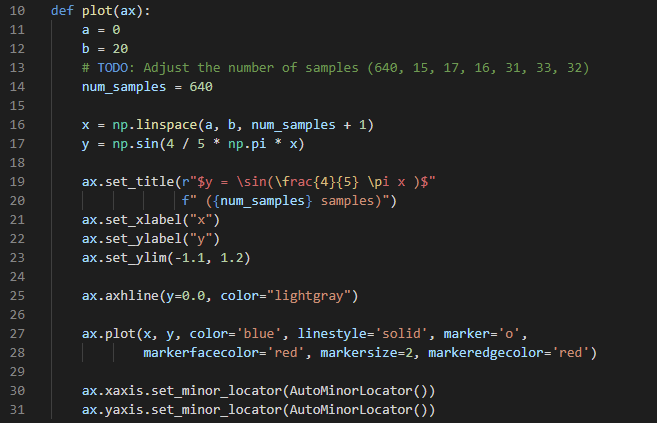 10 def plot(ax):
11     a = 0
12     b = 20
13     # TODO: Adjust the number of samples (640, 15, 17, 16, 31, 33, 32)
14     num_samples = 640
15
16     x = np.linspace(a, b, num_samples + 1)
17     y = np.sin(4 / 5 * np.pi * x)
18
19     ax.set_title(r"$y = \sin(\frac{4}{5} \pi x )$"
20                  f" ({num_samples} samples)")
21     ax.set_xlabel("x")
22     ax.set_ylabel("y")
23     ax.set_ylim(-1.1, 1.2)
24
25     ax.axhline(y=0.0, color="lightgray")
26
27     ax.plot(x, y, color='blue', linestyle='solid', marker='o',
28             markerfacecolor='red', markersize=2, markeredgecolor='red')
29
30     ax.xaxis.set_minor_locator(AutoMinorLocator())
31     ax.yaxis.set_minor_locator(AutoMinorLocator())